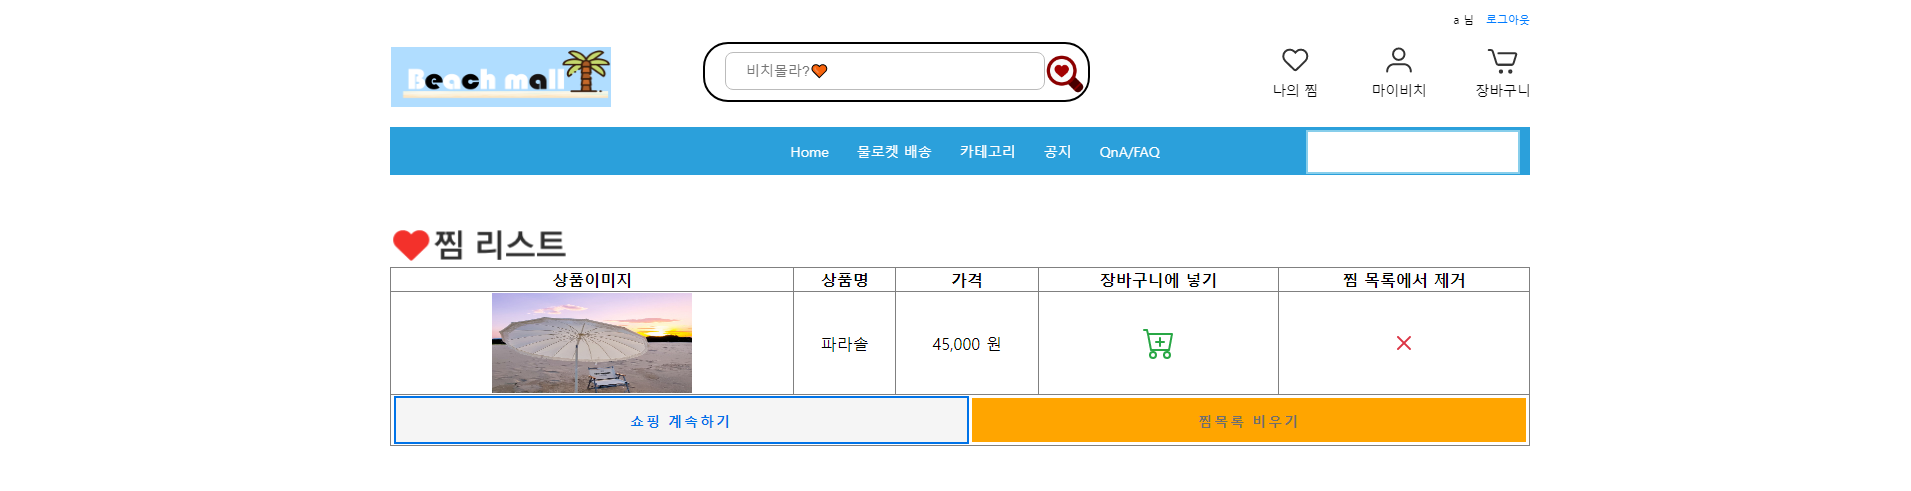 a 님 로그아웃
Beach mall
비치몰라?🧡
나의 찜 마이비치 장바구니
Home 물로켓 배송 카테고리 공지 QnA/FAQ
찜 리스트
상품이미지 상품명 가격 장바구니에 넣기 찜 목록에서 제거
파라솔 45,000 원
쇼핑 계속하기 찜목록 비우기